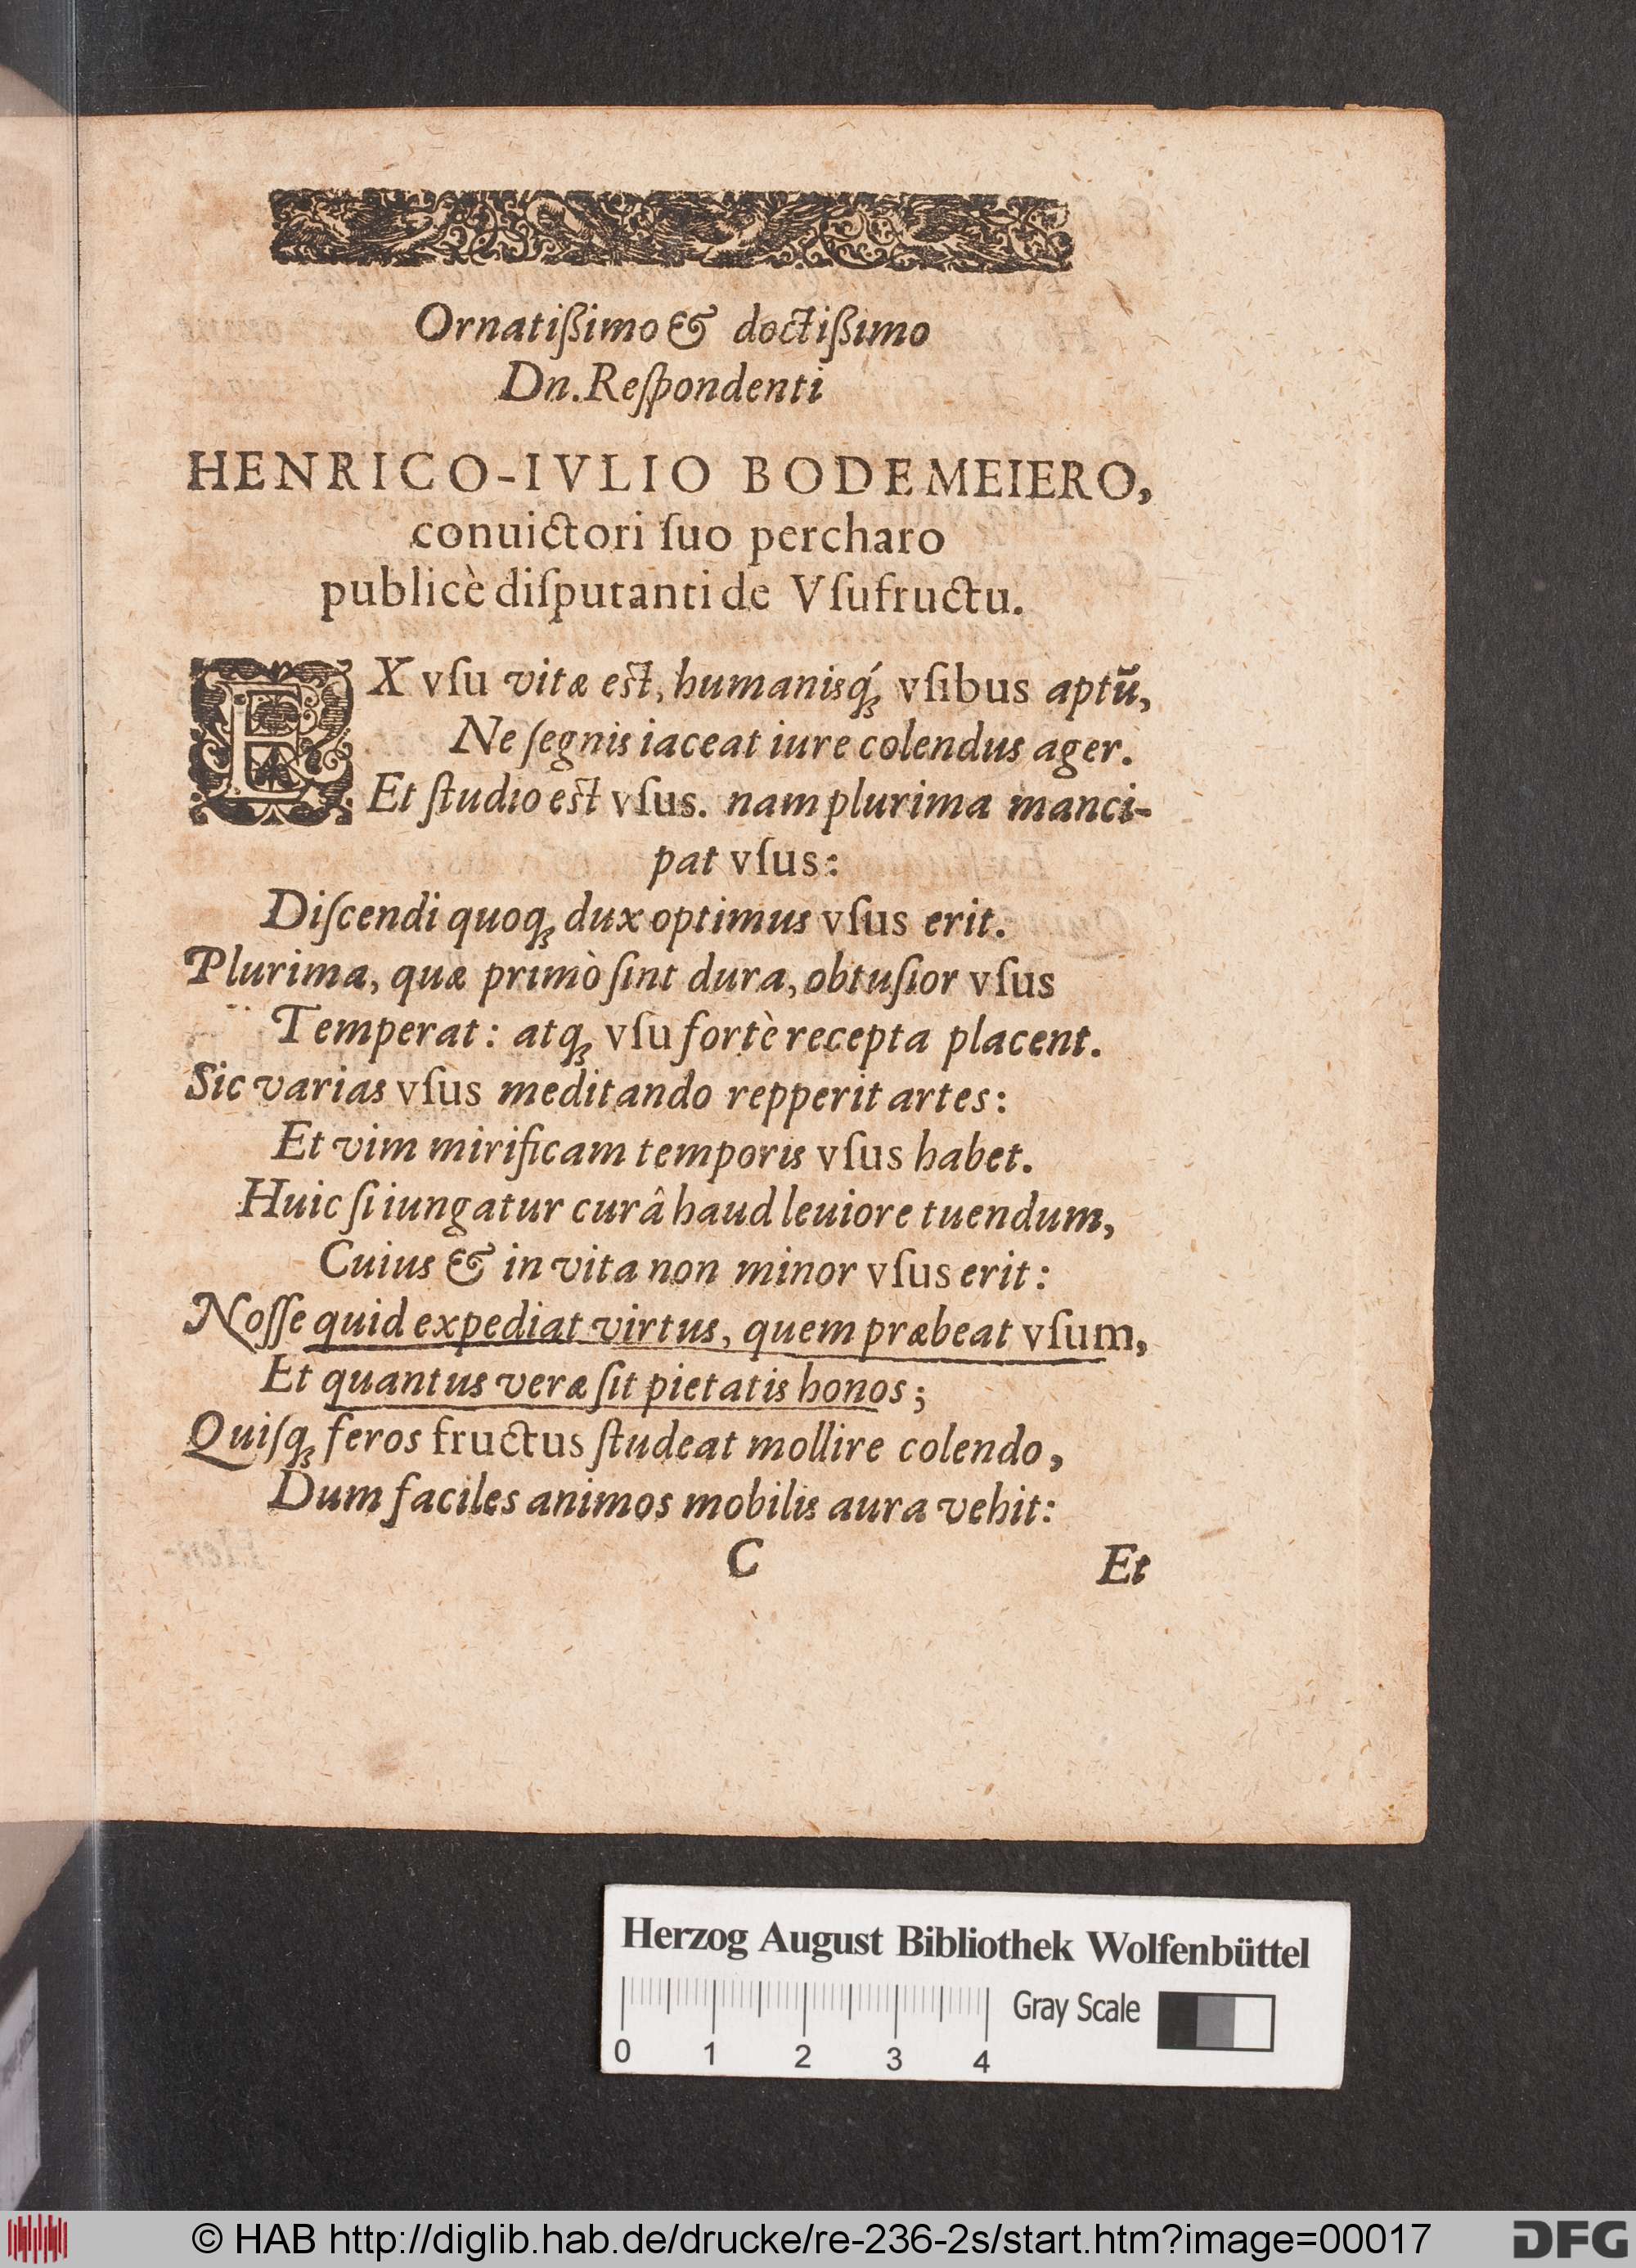 Ornatißimo & doctißimo
Dn. Reſpondenti
HENRICO-IVLIO BODEMEIERO,
conuictori ſuo percharo
publicè diſputanti de Vſufructu.
EX vſu vitæ est, humanisq́ꝫ vſibus aptũ,
Ne ſegnis iaceat iure colendus ager.
Et ſtudio est vſus. nam plurima manci-
pat vſus:
Diſcendi quoqꝫ dux optimus vſus erit.
Plurima, quæ primò ſint dura, obtuſior vſus
Temperat: atqꝫ vſu fortè recepta placent.
Sic varias vſus meditando repperit artes:
Et vim mirificam temporis vſus habet.
Huic ſi iungatur curâ haud leuiore tuendum,
Cuius & in vita non minor vſus erit:
Noſſe quid expediat virtus, quem præbeat vſum,
Et quantus veræ ſit pietatis honos;
Quiſqꝫ feros fructus ſtudeat mollire colendo,
Dum faciles animos mobilis aura vehit:
C Et
Herzog August Bibliothek Wolfenbüttel
Gray Scale
0 1 2 3 4
© HAB http://diglib.hab.de/drucke/re-236-2s/start.htm?image=00017
DFG